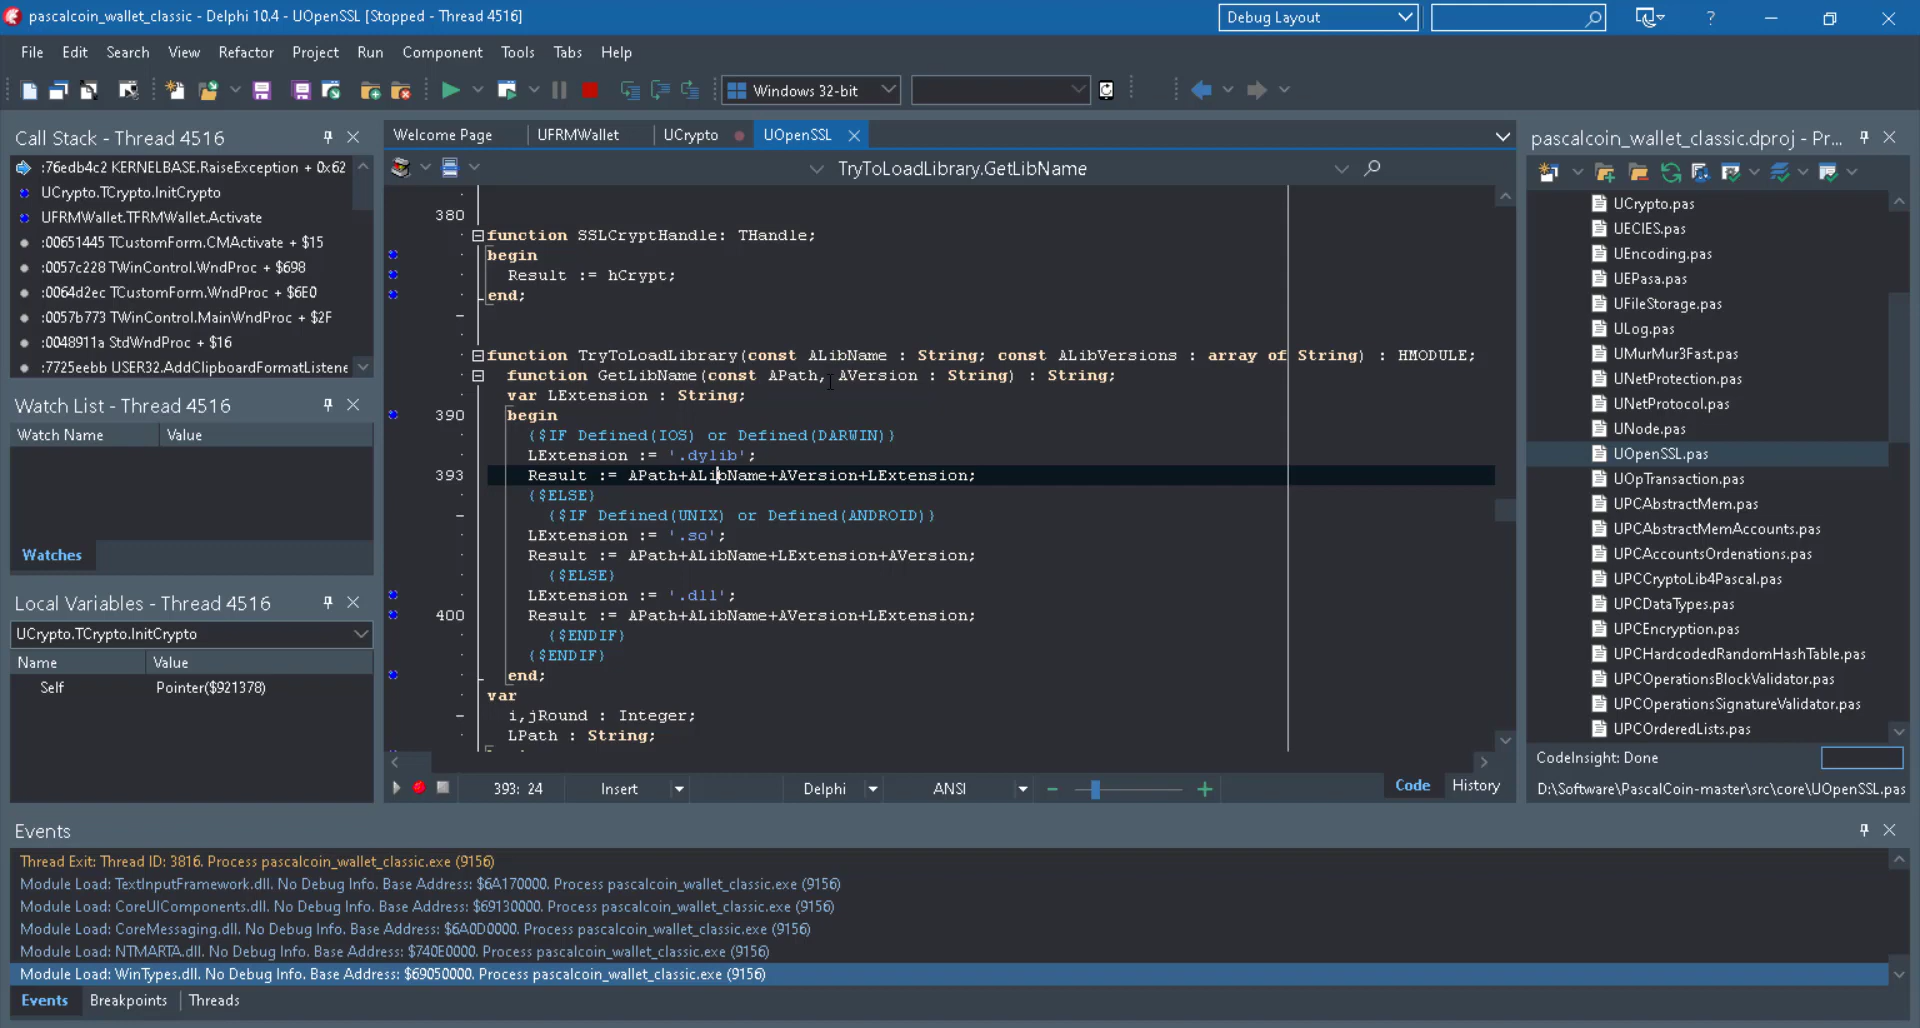 pascalcoin_wallet_classic - Delphi 10.4 - UOpenSSL [Stopped - Thread 4516]
Debug Layout
?
File Edit Search View Refactor Project Run Component Tools Tabs Help
Windows 32-bit
Call Stack - Thread 4516
:76edb4c2 KERNELBASE.RaiseException + 0x62
UCrypto.TCrypto.InitCrypto
UFRMWallet.TFRMWallet.Activate
:00651445 TCustomForm.CMActivate + $15
:0057c228 TWinControl.WndProc + $698
:0064d2ec TCustomForm.WndProc + $6E0
:0057b773 TWinControl.MainWndProc + $2F
:0048911a StdWndProc + $16
:7725eebb USER32.AddClipboardFormatListene
Watch List - Thread 4516
Watch Name Value
Watches
Local Variables - Thread 4516
UCrypto.TCrypto.InitCrypto
Name Value
Self Pointer($921378)
Welcome Page UFRMWallet UCrypto UOpenSSL
TryToLoadLibrary.GetLibName
380
function SSLCryptHandle: THandle;
begin
Result := hCrypt;
end;
function TryToLoadLibrary(const ALibName : String; const ALibVersions : array of String) : HMODULE;
function GetLibName(const APath, AVersion : String) : String;
var LExtension : String;
390 begin
{$IF Defined(IOS) or Defined(DARWIN)}
LExtension := '.dylib';
393 Result := APath+ALibName+AVersion+LExtension;
{$ELSE}
{$IF Defined(UNIX) or Defined(ANDROID)}
LExtension := '.so';
Result := APath+ALibName+LExtension+AVersion;
{$ELSE}
LExtension := '.dll';
400 Result := APath+ALibName+AVersion+LExtension;
{$ENDIF}
{$ENDIF}
end;
var
i,jRound : Integer;
LPath : String;
393: 24 Insert Delphi ANSI Code History
pascalcoin_wallet_classic.dproj - Pr...
UCrypto.pas
UECIES.pas
UEncoding.pas
UEPasa.pas
UFileStorage.pas
ULog.pas
UMurMur3Fast.pas
UNetProtection.pas
UNetProtocol.pas
UNode.pas
UOpenSSL.pas
UOpTransaction.pas
UPCAbstractMem.pas
UPCAbstractMemAccounts.pas
UPCAccountsOrdenations.pas
UPCCryptoLib4Pascal.pas
UPCDataTypes.pas
UPCEncryption.pas
UPCHardcodedRandomHashTable.pas
UPCOperationsBlockValidator.pas
UPCOperationsSignatureValidator.pas
UPCOrderedLists.pas
CodeInsight: Done
D:\Software\PascalCoin-master\src\core\UOpenSSL.pas
Events
Thread Exit: Thread ID: 3816. Process pascalcoin_wallet_classic.exe (9156)
Module Load: TextInputFramework.dll. No Debug Info. Base Address: $6A170000. Process pascalcoin_wallet_classic.exe (9156)
Module Load: CoreUIComponents.dll. No Debug Info. Base Address: $69130000. Process pascalcoin_wallet_classic.exe (9156)
Module Load: CoreMessaging.dll. No Debug Info. Base Address: $6A0D0000. Process pascalcoin_wallet_classic.exe (9156)
Module Load: NTMARTA.dll. No Debug Info. Base Address: $740E0000. Process pascalcoin_wallet_classic.exe (9156)
Module Load: WinTypes.dll. No Debug Info. Base Address: $69050000. Process pascalcoin_wallet_classic.exe (9156)
Events Breakpoints Threads